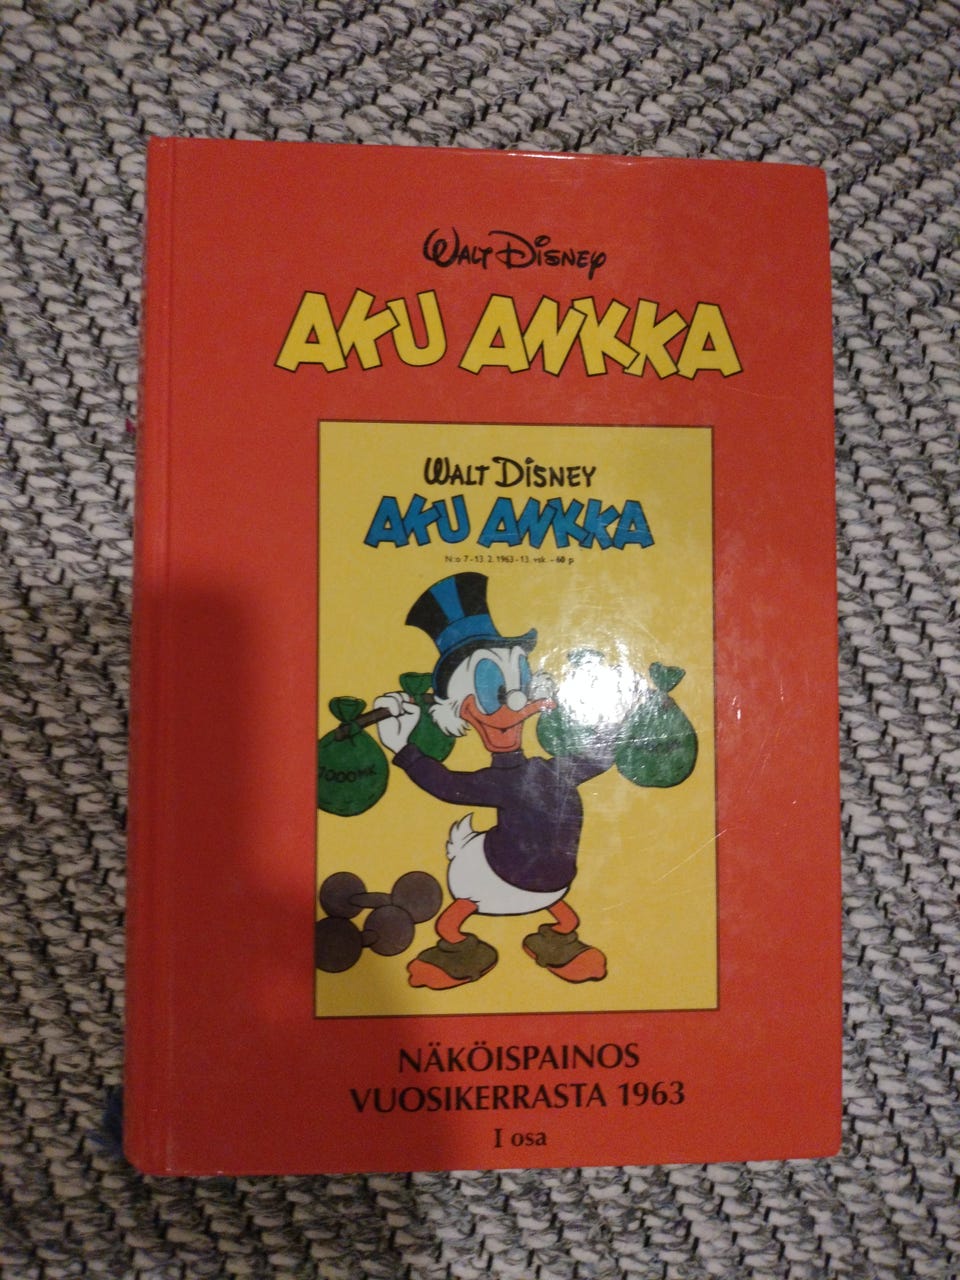 WALT DISNEY
AKU ANKKA
WALT DISNEY
AKU ANKKA
N:o 7 - 13. 2. 1963 - 13. vsk. - 60 p
7000MK
NÄKÖISPAINOS
VUOSIKERRASTA 1963
I osa